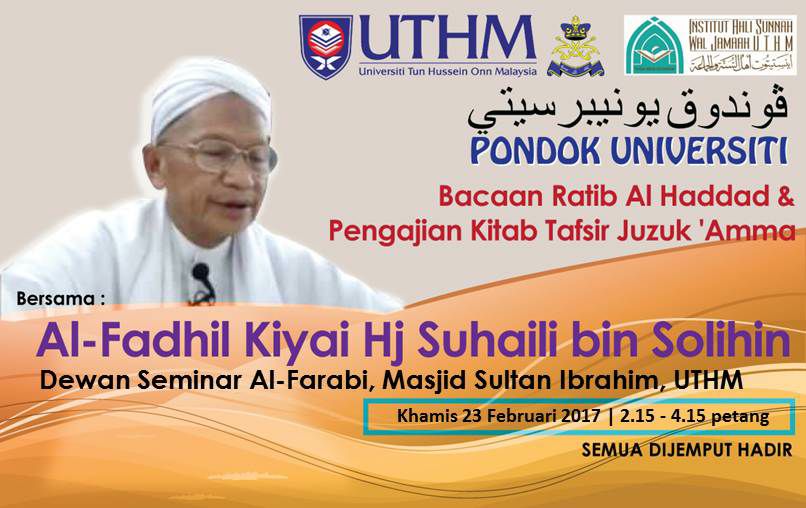 UTHM
Universiti Tun Hussein Onn Malaysia
INSTITUT AHLI SUNNAH
WAL JAMAAH U.T.H.M
ڤوندوق يونيبرسيتي
PONDOK UNIVERSITI
Bacaan Ratib Al Haddad &
Pengajian Kitab Tafsir Juzuk 'Amma
Bersama :
Al-Fadhil Kiyai Hj Suhaili bin Solihin
Dewan Seminar Al-Farabi, Masjid Sultan Ibrahim, UTHM
Khamis 23 Februari 2017 | 2.15 - 4.15 petang
SEMUA DIJEMPUT HADIR